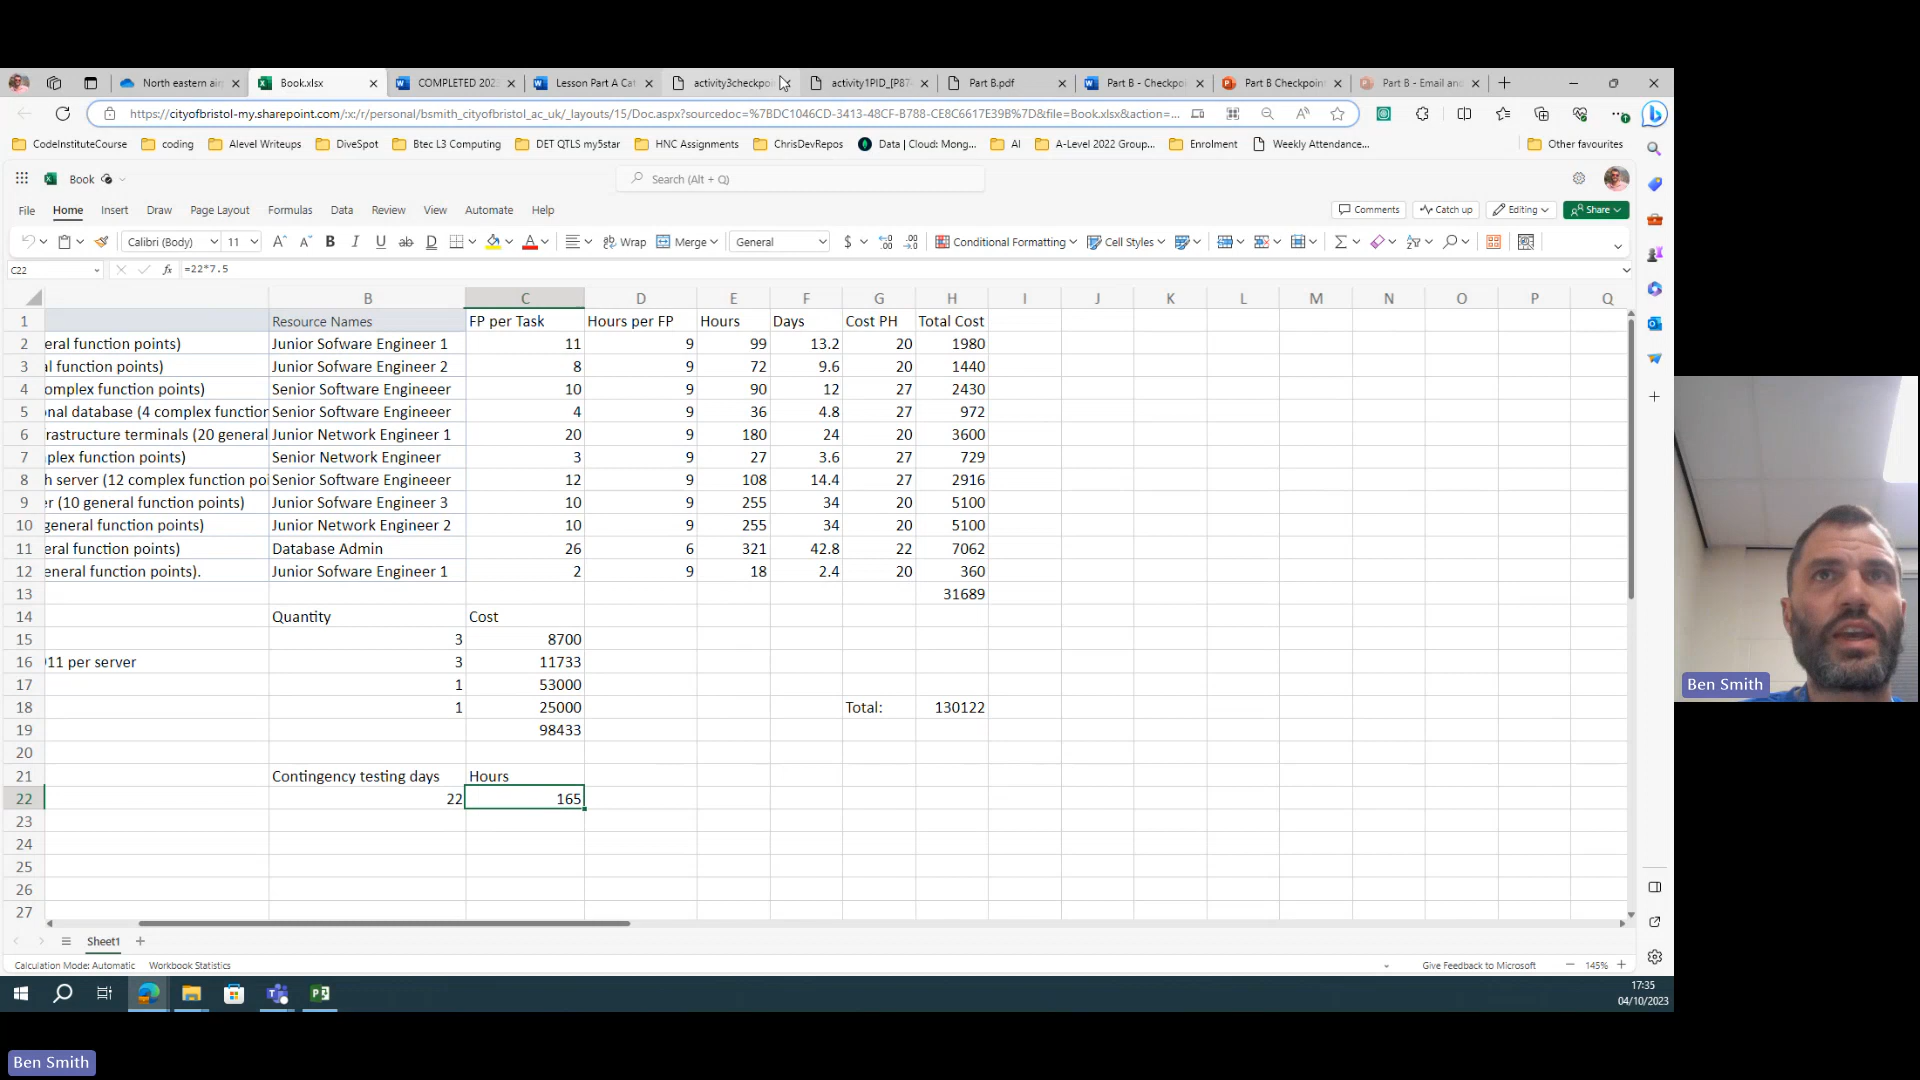 North eastern air
Book.xlsx
COMPLETED 202
Lesson Part A Ca
activity3checkpo
activity1PID_[P87
Part B.pdf
Part B - Checkpoi
Part B Checkpoint
Part B - Email and
https://cityofbristol-my.sharepoint.com/:x:/r/personal/bsmith_cityofbristol_ac_uk/_layouts/15/Doc.aspx?sourcedoc=%7BDC1046CD-3413-48CF-B788-CE8C6617E39B%7D&file=Book.xlsx&action=...
CodeInstituteCourse
coding
Alevel Writeups
DiveSpot
Btec L3 Computing
DET QTLS my5star
HNC Assignments
ChrisDevRepos
Data | Cloud: Mong...
AI
A-Level 2022 Group...
Enrolment
Weekly Attendance...
Other favourites
Book
Search (Alt + Q)
File Home Insert Draw Page Layout Formulas Data Review View Automate Help
Comments Catch up Editing Share
Calibri (Body) 11 A A B I U ab D A Wrap Merge General $ Conditional Formatting Cell Styles
C22 fx =22*7.5
B C D E F G H I J K L M N O P Q
1 Resource Names FP per Task Hours per FP Hours Days Cost PH Total Cost
2 eral function points) Junior Sofware Engineer 1 11 9 99 13.2 20 1980
3 al function points) Junior Sofware Engineer 2 8 9 72 9.6 20 1440
4 omplex function points) Senior Software Engineeer 10 9 90 12 27 2430
5 onal database (4 complex function Senior Software Engineeer 4 9 36 4.8 27 972
6 frastructure terminals (20 general Junior Network Engineer 1 20 9 180 24 20 3600
7 plex function points) Senior Network Engineer 3 9 27 3.6 27 729
8 h server (12 complex function poi Senior Software Engineeer 12 9 108 14.4 27 2916
9 er (10 general function points) Junior Sofware Engineer 3 10 9 255 34 20 5100
10 general function points) Junior Network Engineer 2 10 9 255 34 20 5100
11 eral function points) Database Admin 26 6 321 42.8 22 7062
12 eneral function points). Junior Sofware Engineer 1 2 9 18 2.4 20 360
13 31689
14 Quantity Cost
15 3 8700
16 911 per server 3 11733
17 1 53000
18 1 25000 Total: 130122
19 98433
20
21 Contingency testing days Hours
22 22 165
23
24
25
26
27
Sheet1
Calculation Mode: Automatic Workbook Statistics
Give Feedback to Microsoft 145%
17:35
04/10/2023
Ben Smith
Ben Smith